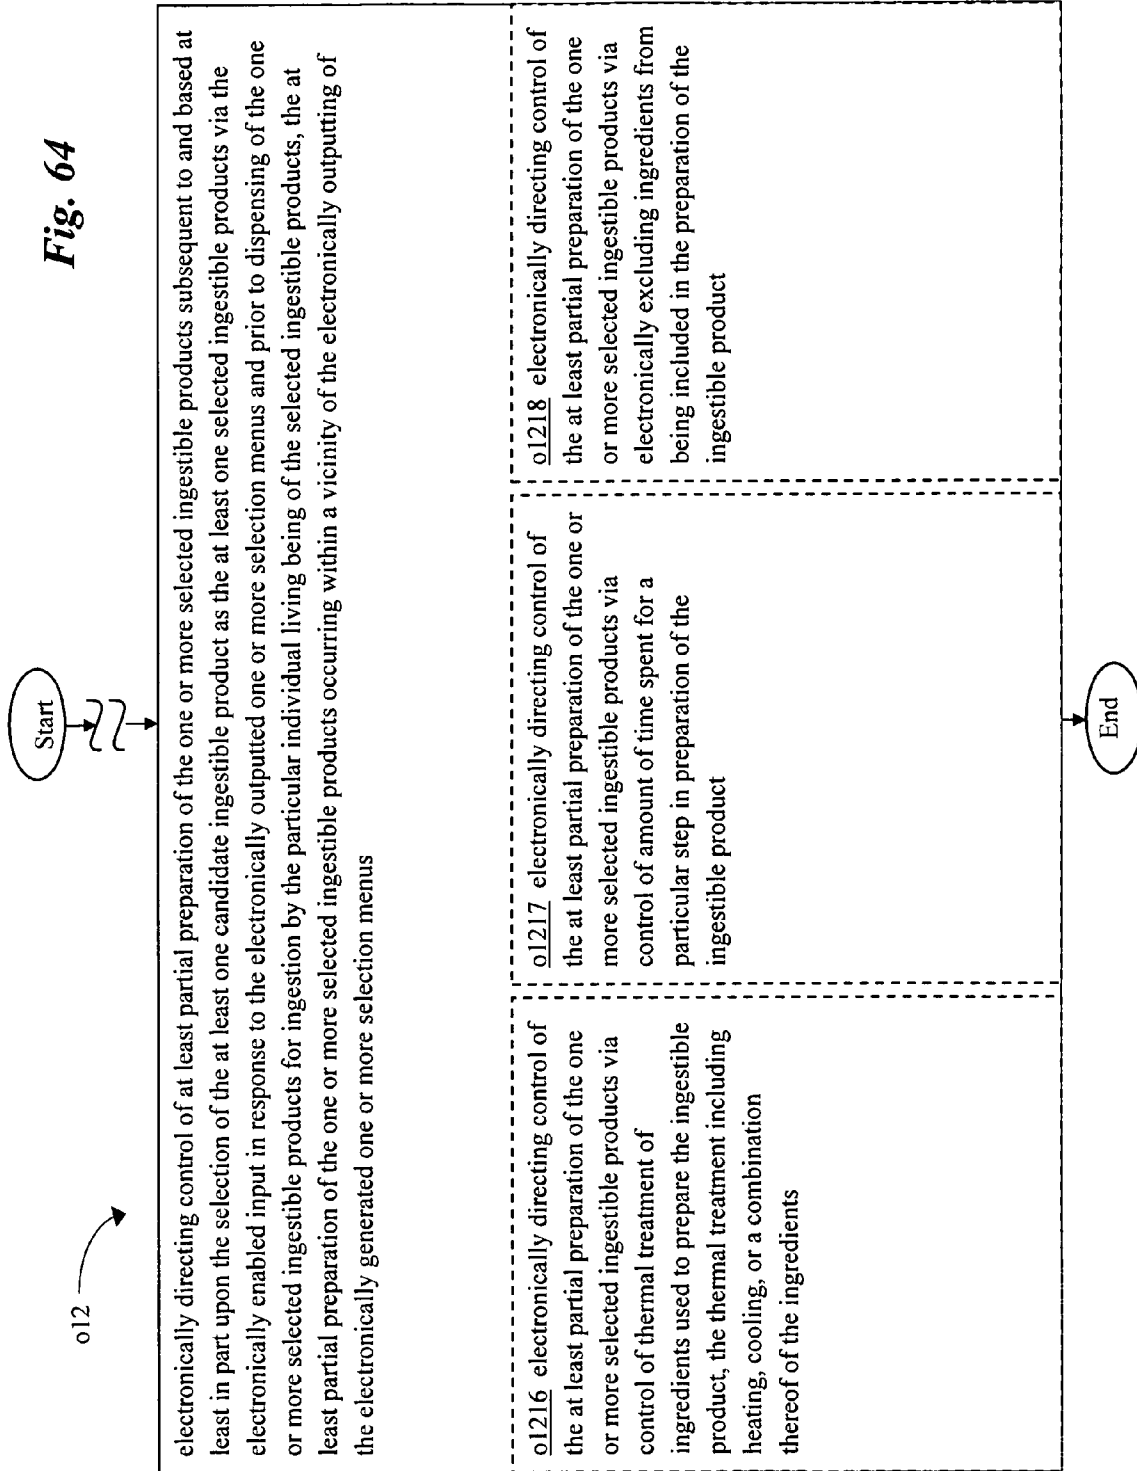 Fig. 64
Start
o12
electronically directing control of at least partial preparation of the one or more selected ingestible products subsequent to and based at
least in part upon the selection of the at least one candidate ingestible product as the at least one selected ingestible products via the
electronically enabled input in response to the electronically outputted one or more selection menus and prior to dispensing of the one
or more selected ingestible products for ingestion by the particular individual living being of the selected ingestible products, the at
least partial preparation of the one or more selected ingestible products occurring within a vicinity of the electronically outputting of
the electronically generated one or more selection menus
o1216 electronically directing control of
the at least partial preparation of the one
or more selected ingestible products via
control of thermal treatment of
ingredients used to prepare the ingestible
product, the thermal treatment including
heating, cooling, or a combination
thereof of the ingredients
o1217 electronically directing control of
the at least partial preparation of the one or
more selected ingestible products via
control of amount of time spent for a
particular step in preparation of the
ingestible product
o1218 electronically directing control of
the at least partial preparation of the one
or more selected ingestible products via
electronically excluding ingredients from
being included in the preparation of the
ingestible product
End